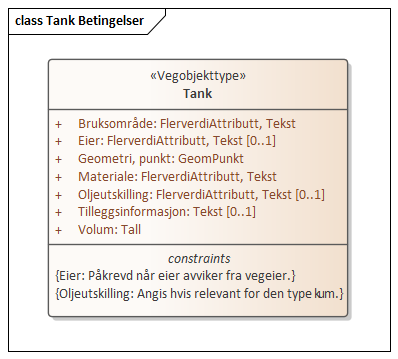 class Tank Betingelser
«Vegobjekttype»
Tank
+ Bruksområde: FlerverdiAttributt, Tekst
+ Eier: FlerverdiAttributt, Tekst [0..1]
+ Geometri, punkt: GeomPunkt
+ Materiale: FlerverdiAttributt, Tekst
+ Oljeutskilling: FlerverdiAttributt, Tekst [0..1]
+ Tilleggsinformasjon: Tekst [0..1]
+ Volum: Tall
constraints
{Eier: Påkrevd når eier avviker fra vegeier.}
{Oljeutskilling: Angis hvis relevant for den type kum.}